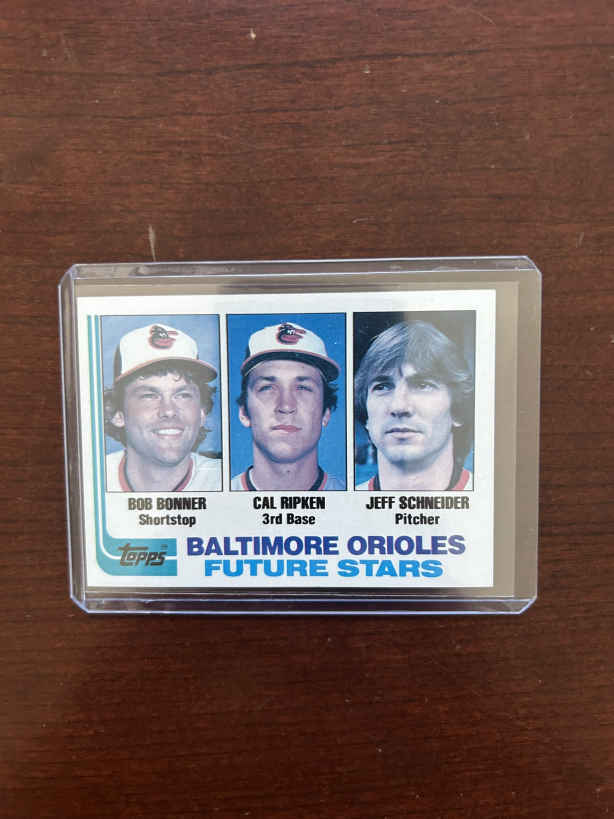 BOB BONNER
Shortstop
CAL RIPKEN
3rd Base
JEFF SCHNEIDER
Pitcher
Topps
BALTIMORE ORIOLES
FUTURE STARS